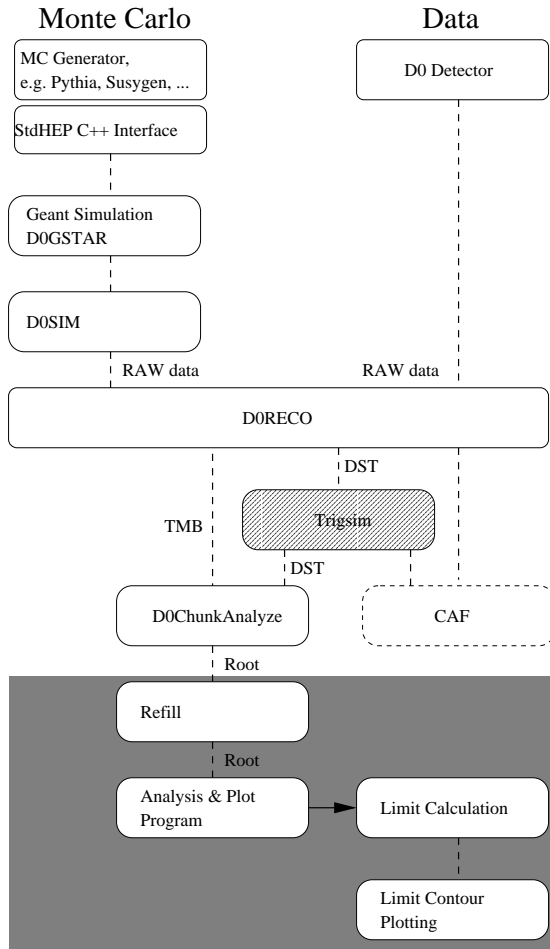 Monte Carlo
Data
MC Generator,
e.g. Pythia, Susygen, ...
D0 Detector
StdHEP C++ Interface
Geant Simulation
D0GSTAR
D0SIM
RAW data
RAW data
D0RECO
DST
TMB
Trigsim
DST
D0ChunkAnalyze
CAF
Root
Refill
Root
Analysis & Plot
Program
Limit Calculation
Limit Contour
Plotting